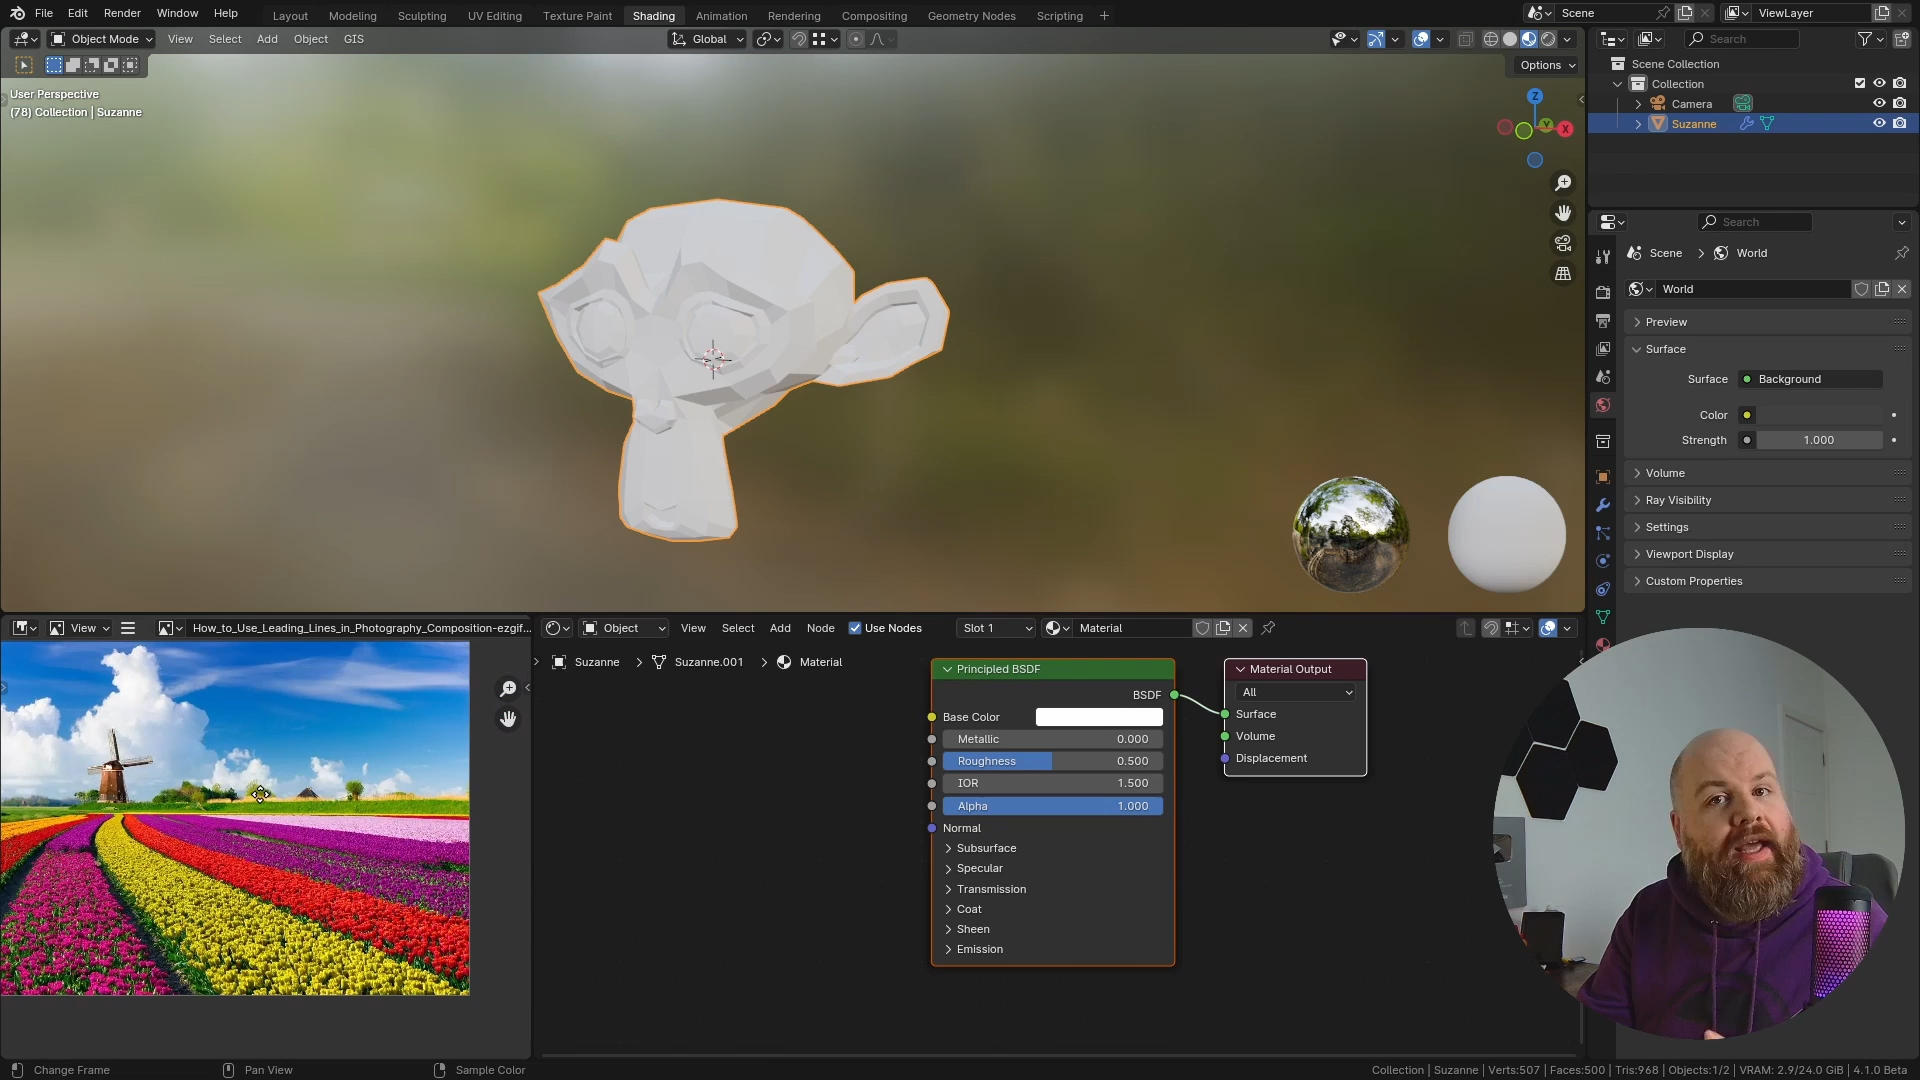 File Edit Render Window Help Layout Modeling Sculpting UV Editing Texture Paint Shading Animation Rendering Compositing Geometry Nodes Scripting + Scene ViewLayer
Object Mode View Select Add Object GIS Global Search
Options
User Perspective
(78) Collection | Suzanne
Z
Y
X
Scene Collection
Collection
Camera
Suzanne
Search
Scene World
World
Preview
Surface
Surface Background
Color
Strength 1.000
Volume
Ray Visibility
Settings
Viewport Display
Custom Properties
View How_to_Use_Leading_Lines_in_Photography_Composition-ezgif...
Object View Select Add Node Use Nodes Slot 1 Material
Suzanne Suzanne.001 Material
Principled BSDF
BSDF
Base Color
Metallic 0.000
Roughness 0.500
IOR 1.500
Alpha 1.000
Normal
Subsurface
Specular
Transmission
Coat
Sheen
Emission
Material Output
All
Surface
Volume
Displacement
Change Frame Pan View Sample Color Collection | Suzanne | Verts:507 | Faces:500 | Tris:968 | Objects:1/2 | VRAM: 2.9/24.0 GiB | 4.1.0 Beta